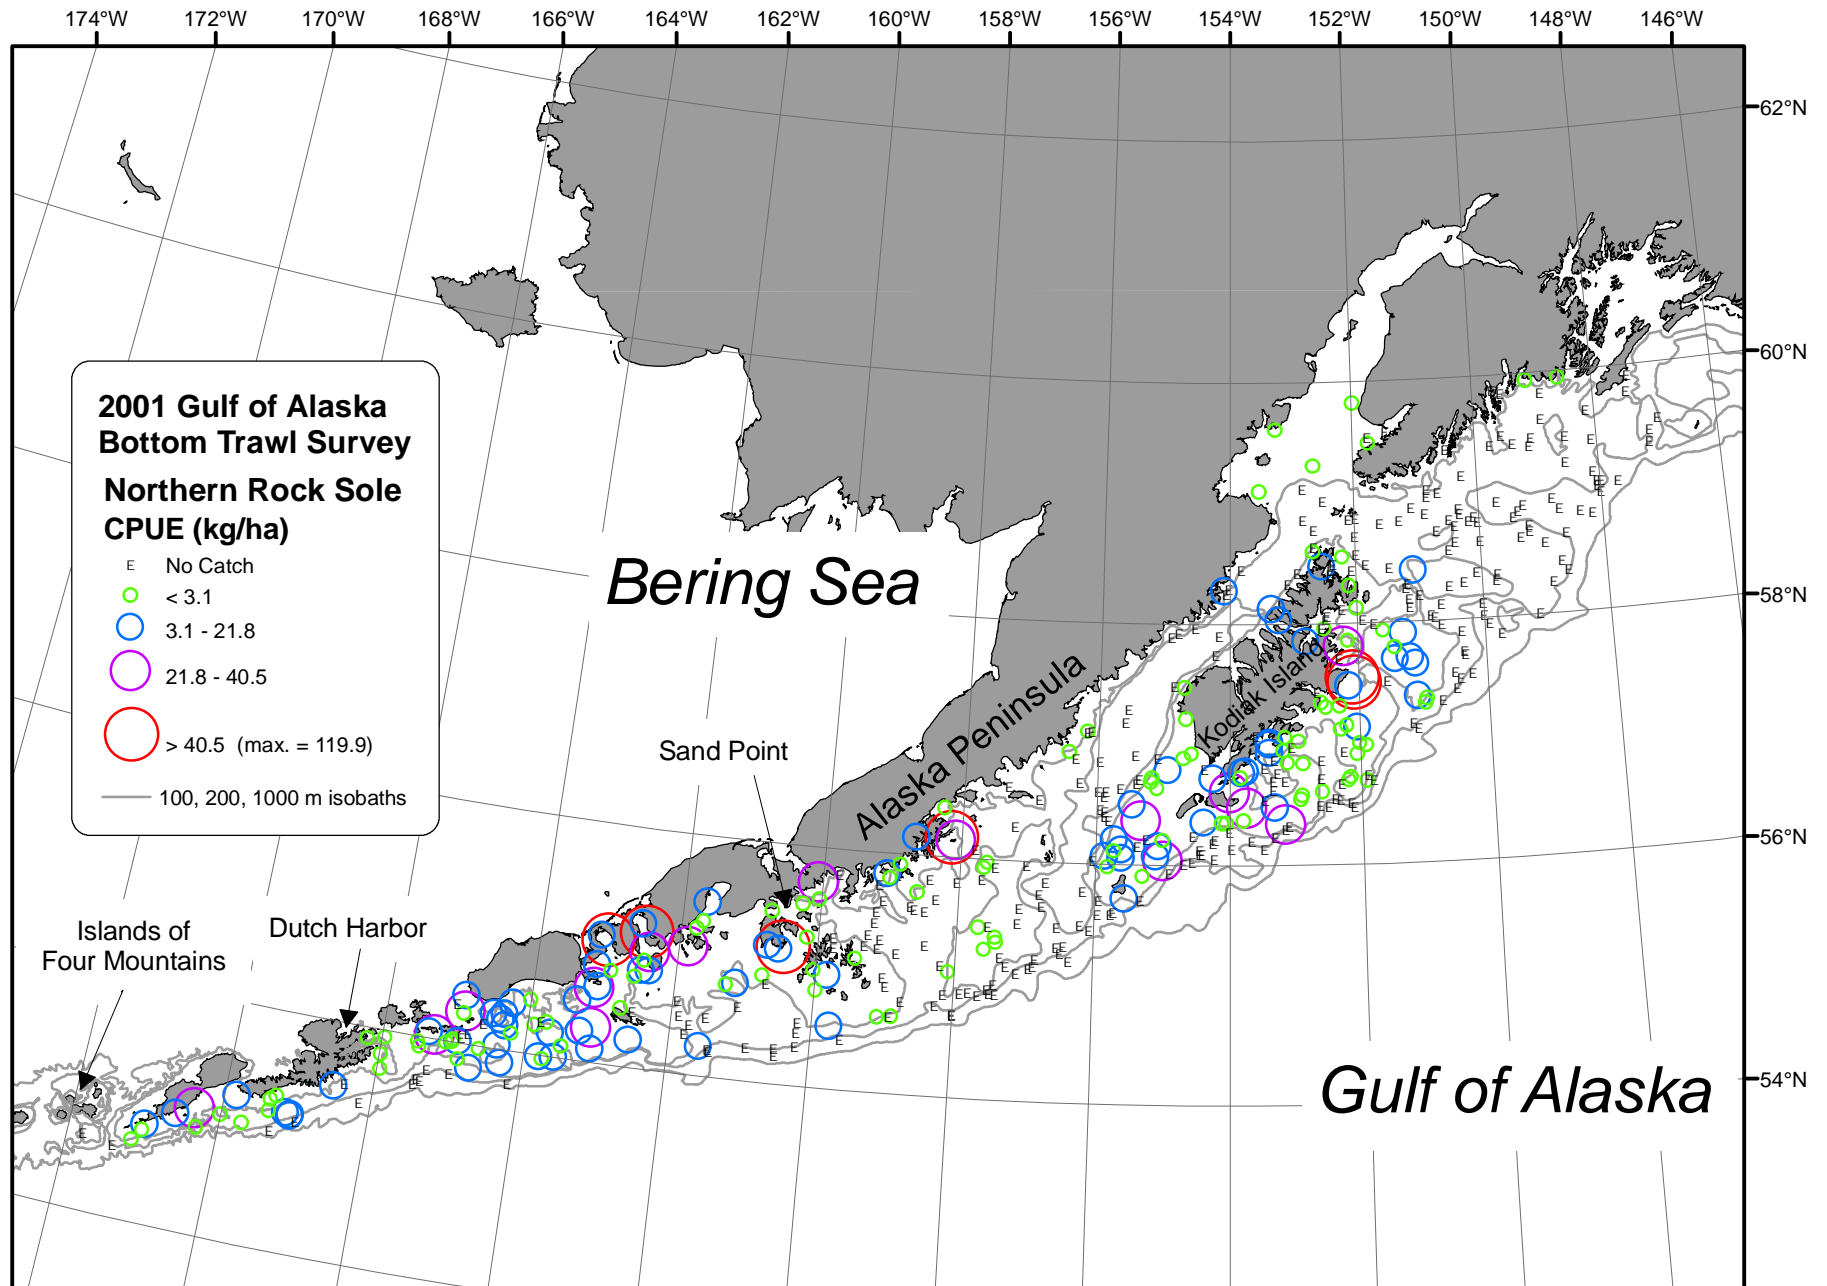 174°W 172°W 170°W 168°W 166°W 164°W 162°W 160°W 158°W 156°W 154°W 152°W 150°W 148°W 146°W
62°N
60°N
58°N
56°N
54°N
2001 Gulf of Alaska
Bottom Trawl Survey
Northern Rock Sole
CPUE (kg/ha)
E No Catch
< 3.1
3.1 - 21.8
21.8 - 40.5
> 40.5 (max. = 119.9)
100, 200, 1000 m isobaths
Bering Sea
Alaska Peninsula
Kodiak Island
Sand Point
Dutch Harbor
Islands of
Four Mountains
Gulf of Alaska